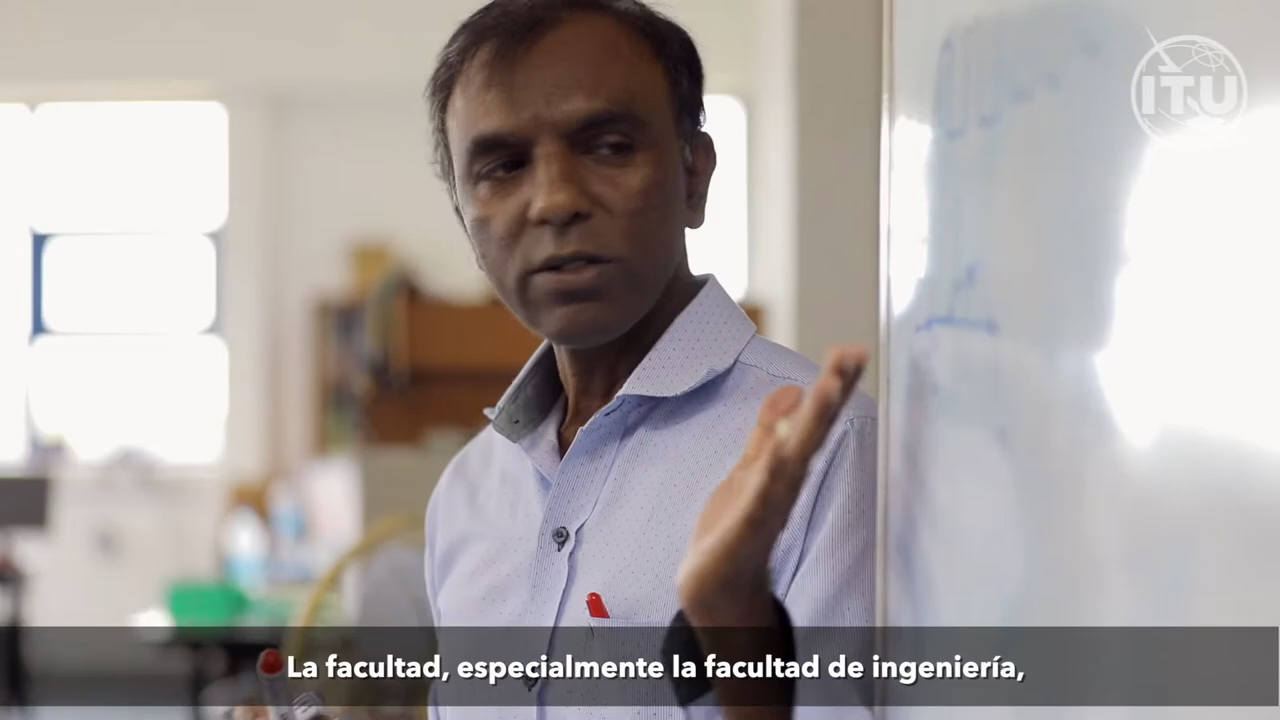 ITU
La facultad, especialmente la facultad de ingeniería,